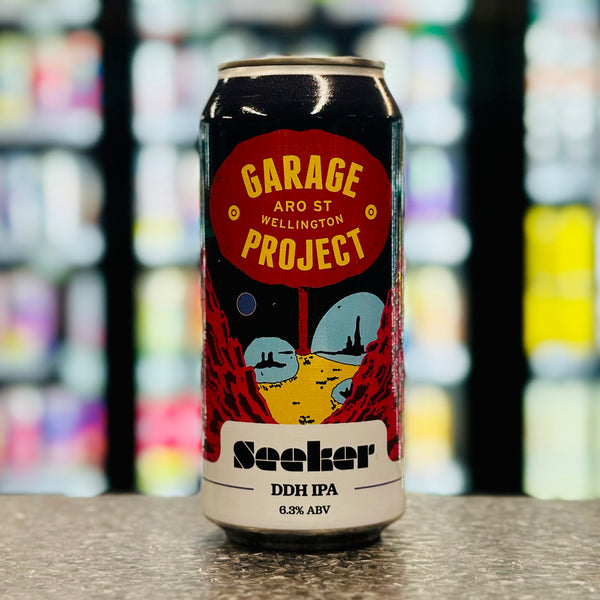 GARAGE
ARO ST
WELLINGTON
PROJECT
Seeker
DDH IPA
6.3% ABV